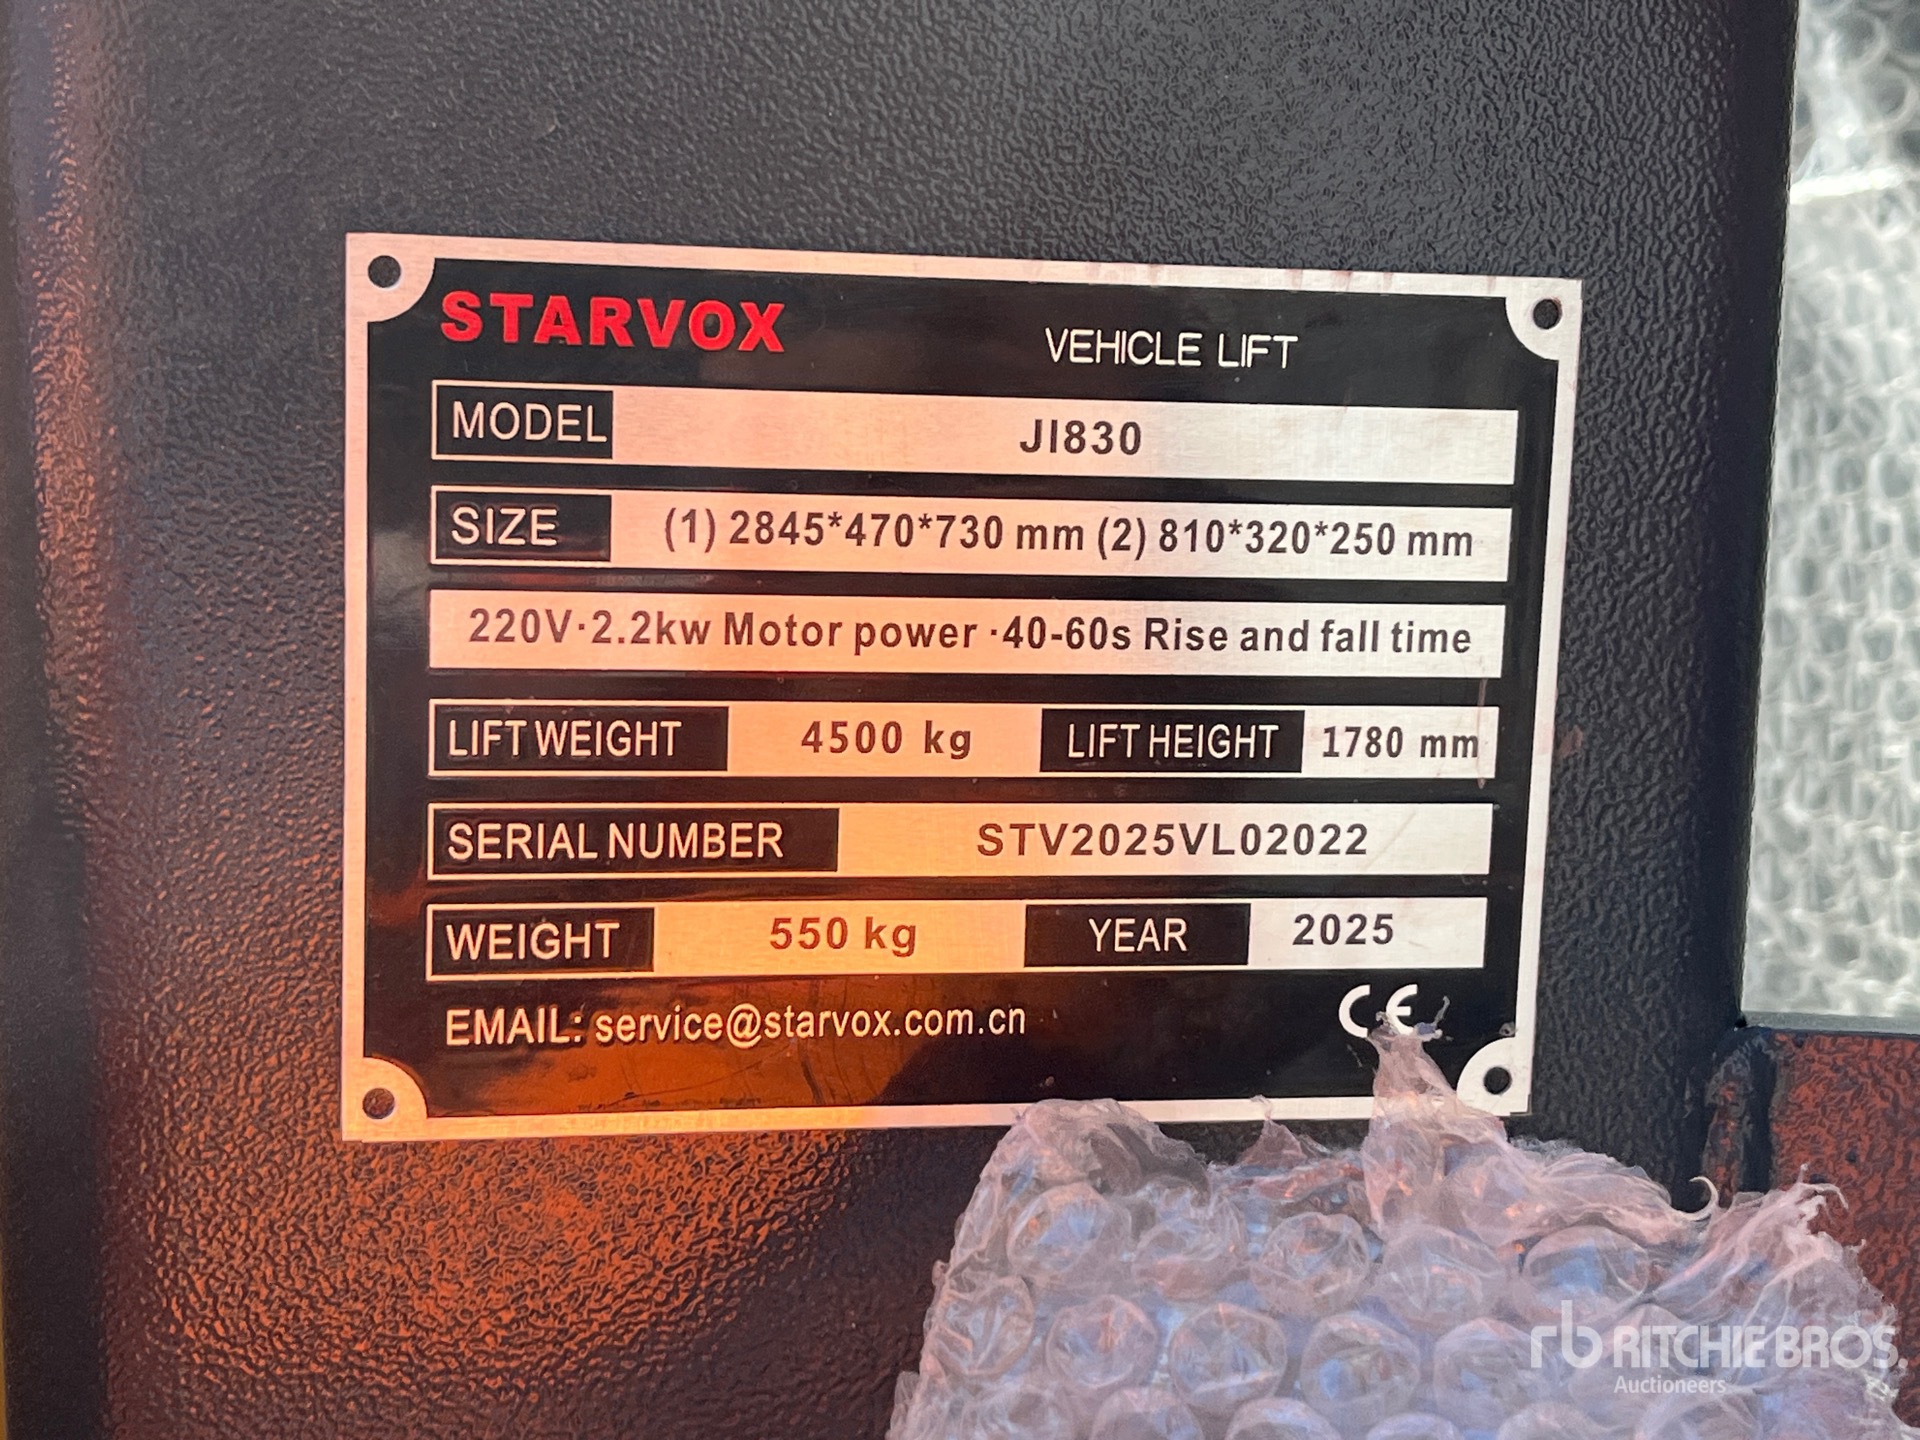 STARVOX VEHICLE LIFT
MODEL JI830
SIZE (1) 2845*470*730 mm (2) 810*320*250 mm
220V·2.2kw Motor power ·40-60s Rise and fall time
LIFT WEIGHT 4500 kg LIFT HEIGHT 1780 mm
SERIAL NUMBER STV2025VL02022
WEIGHT 550 kg YEAR 2025
EMAIL: service@starvox.com.cn CE
rb RITCHIE BROS.
Auctioneers